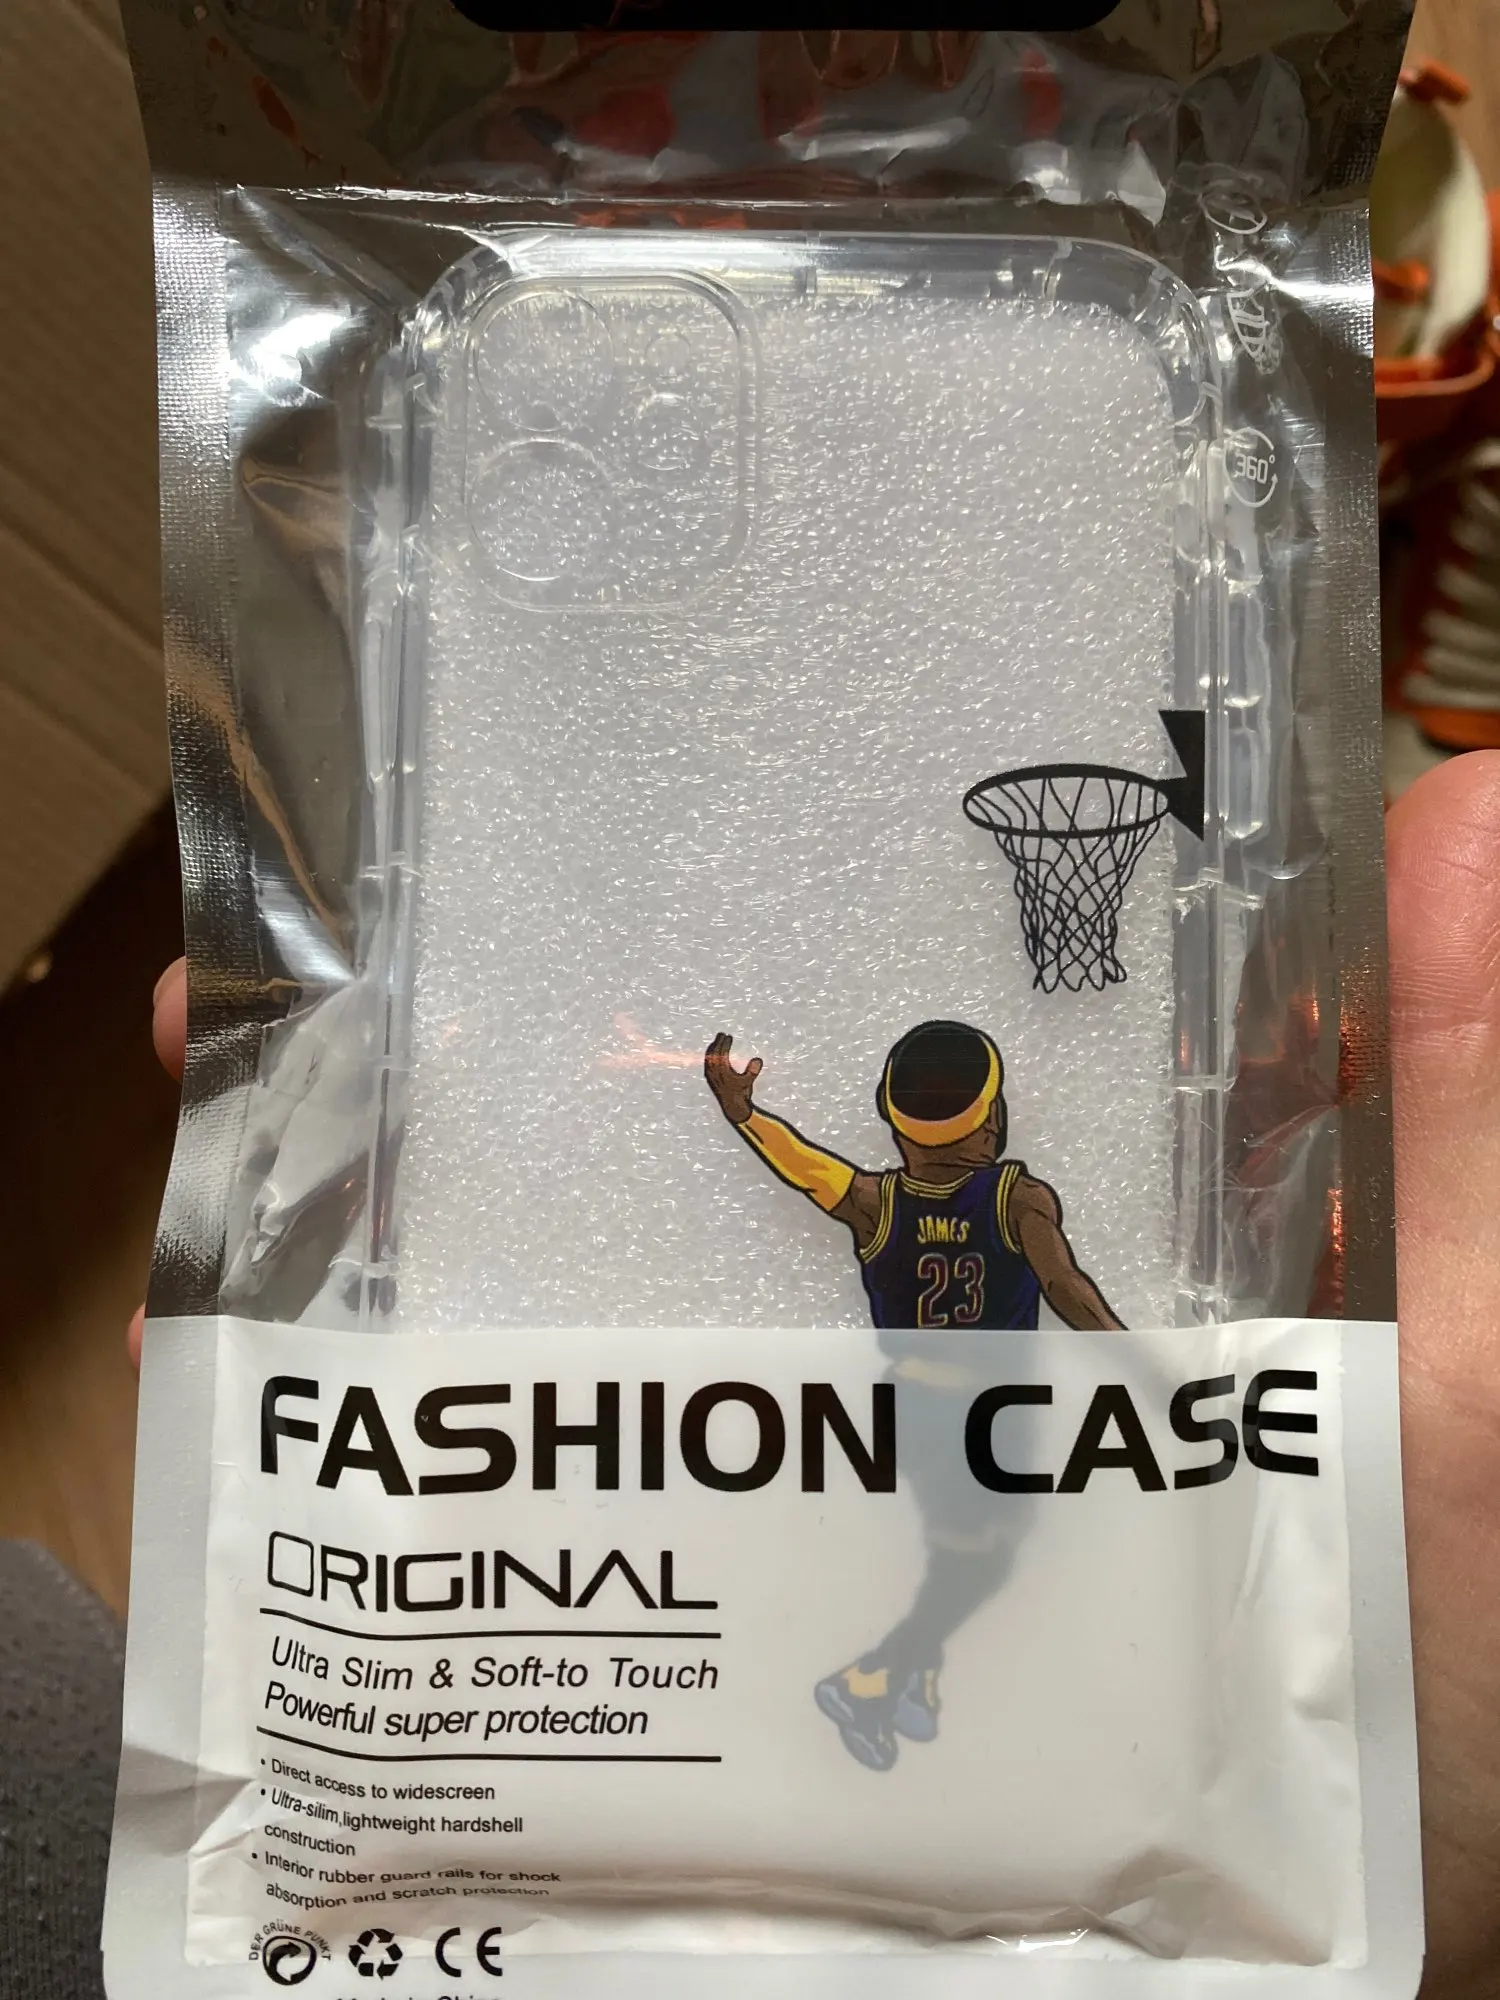 360°
JAMES
23
FASHION CASE
ORIGINAL
Ultra Slim & Soft-to Touch
Powerful super protection
• Direct access to widescreen
• Ultra-silim,lightweight hardshell
construction
• Interior rubber guard rails for shock
absorption and scratch protection
DER GRÜNE PUNKT
CE